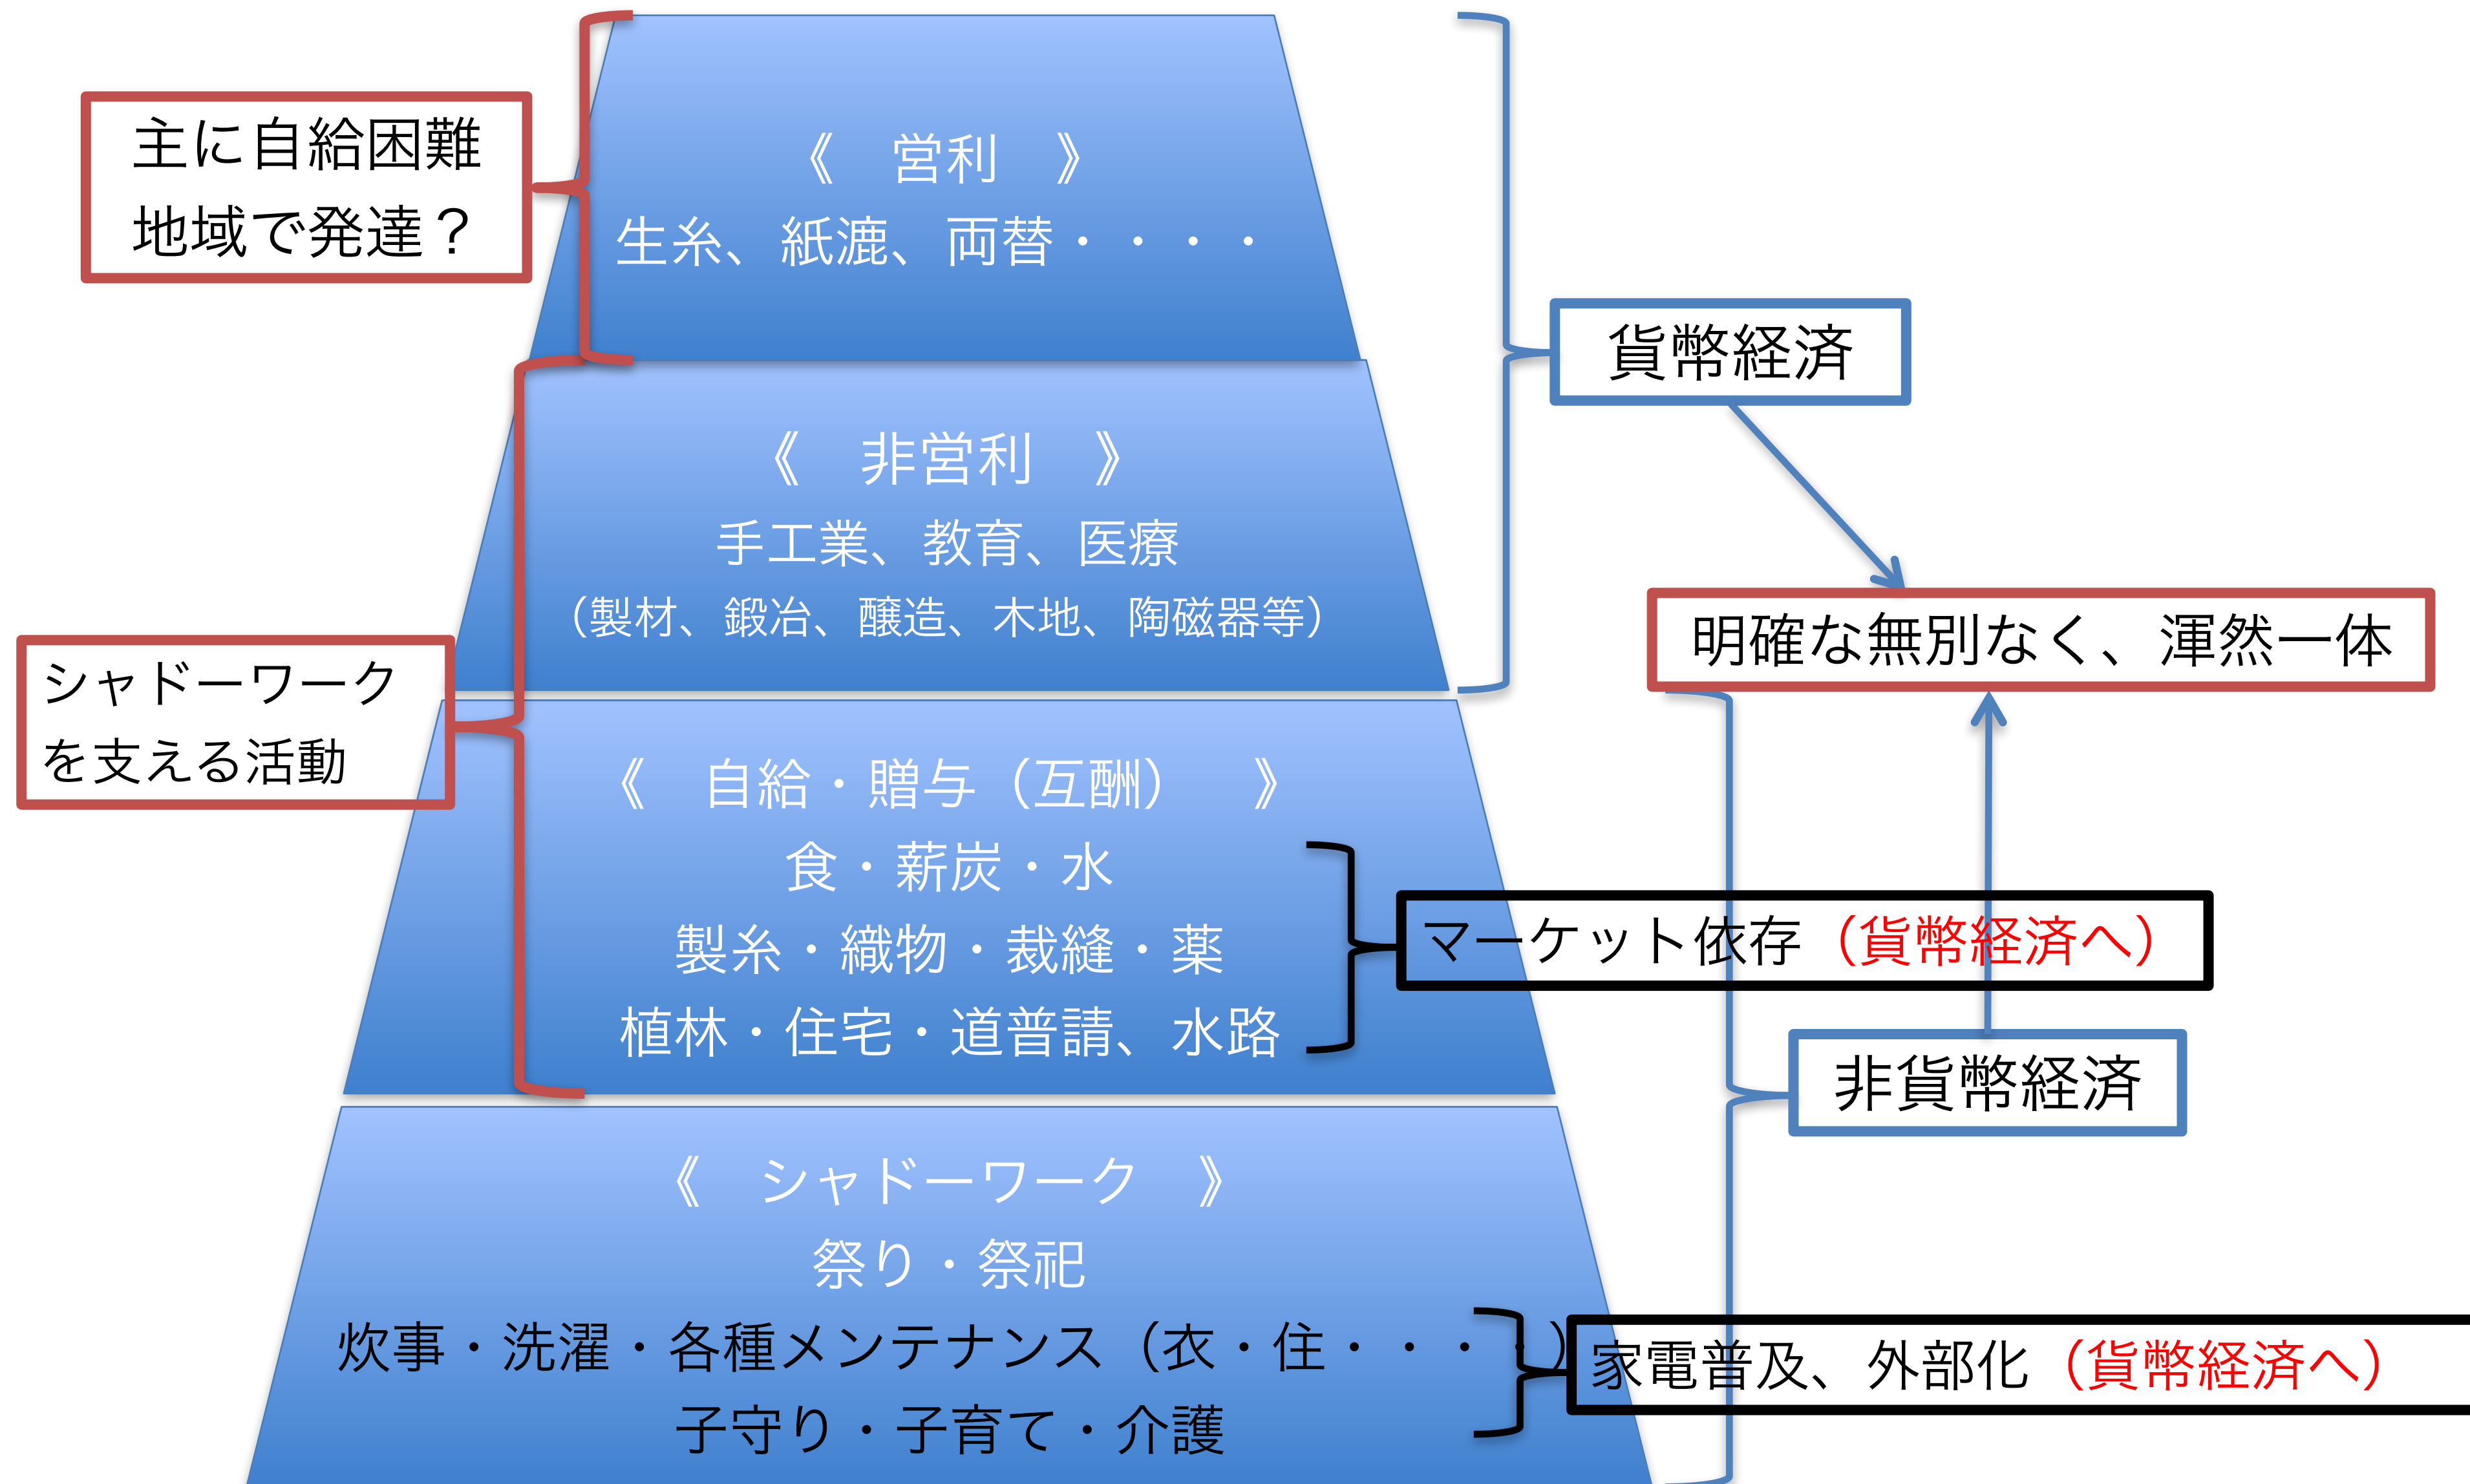 主に自給困難
地域で発達？
《　営利　》
生糸、紙漉、両替・・・・
貨幣経済
《　非営利　》
手工業、教育、医療
（製材、鍛冶、醸造、木地、陶磁器等）
明確な無別なく、渾然一体
シャドーワーク
を支える活動
《　自給・贈与（互酬）　》
食・薪炭・水
製糸・織物・裁縫・薬
植林・住宅・道普請、水路
マーケット依存（貨幣経済へ）
非貨幣経済
《　シャドーワーク　》
祭り・祭祀
炊事・洗濯・各種メンテナンス（衣・住・・・・）
子守り・子育て・介護
家電普及、外部化（貨幣経済へ）